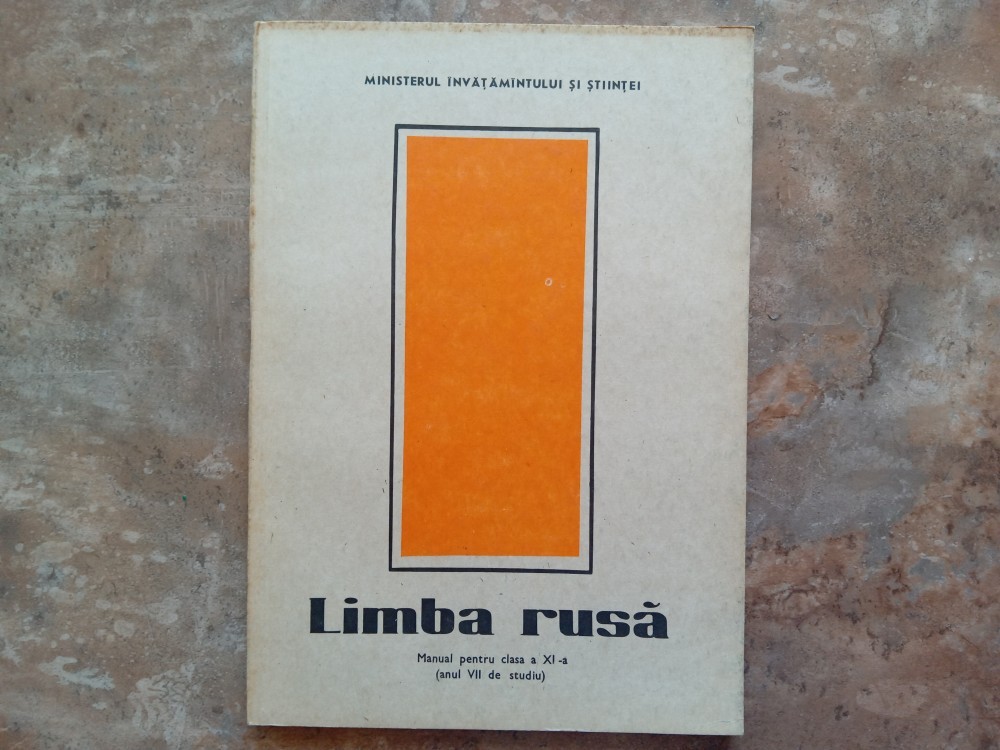 MINISTERUL ÎNVĂȚĂMÎNTULUI ȘI ȘTIINȚEI
Limba rusă
Manual pentru clasa a XI-a
(anul VII de studiu)